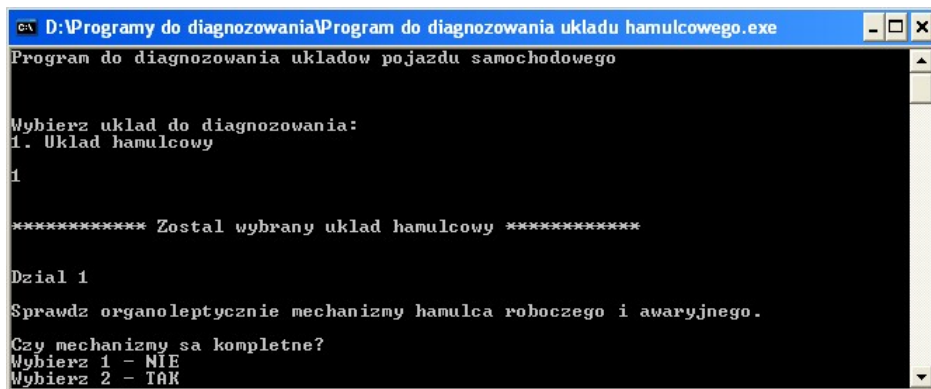 D:\Programy do diagnozowania\Program do diagnozowania ukladu hamulcowego.exe
Program do diagnozowania ukladow pojazdu samochodowego
Wybierz uklad do diagnozowania:
1. Uklad hamulcowy
1
************ Zostal wybrany uklad hamulcowy ************
Dzial 1
Sprawdz organoleptycznie mechanizmy hamulca roboczego i awaryjnego.
Czy mechanizmy sa kompletne?
Wybierz 1 - NIE
Wybierz 2 - TAK